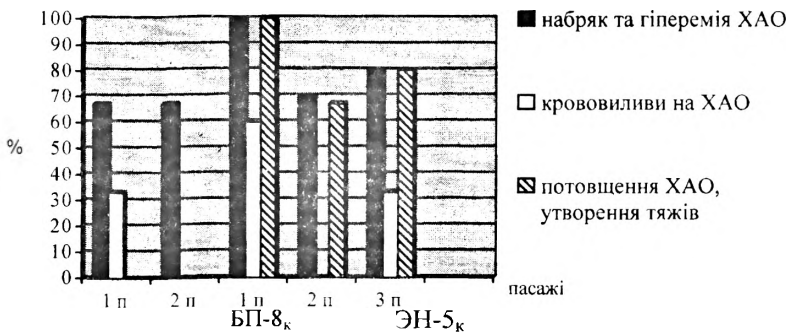 100
90
80
70
60
50
40
30
20
10
0
%
1 п 2 п 1 п 2 п 3 п
БП-8к ЭН-5к
пасажі
набряк та гіперемія ХАО
крововиливи на ХАО
потовщення ХАО,
утворення тяжів